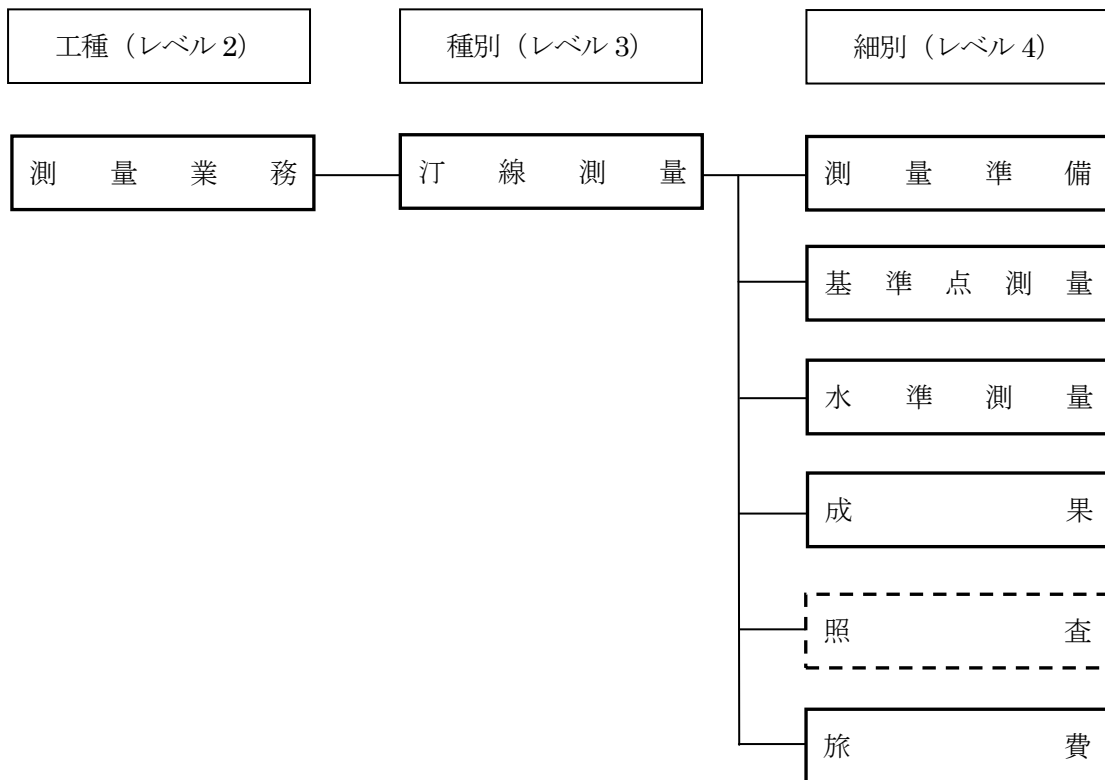 工種（レベル 2） 種別（レベル 3） 細別（レベル 4）
測量業務 汀線測量 測量準備
基準点測量
水準測量
成果
照査
旅費